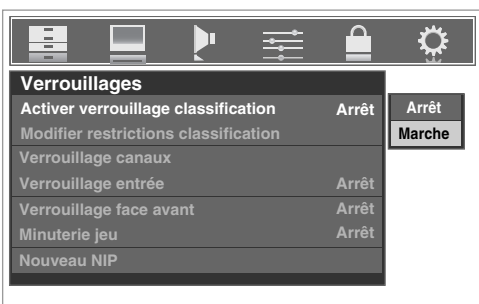 Verrouillages
Activer verrouillage classification Arrêt Arrêt
Modifier restrictions classification Marche
Verrouillage canaux
Verrouillage entrée Arrêt
Verrouillage face avant Arrêt
Minuterie jeu Arrêt
Nouveau NIP